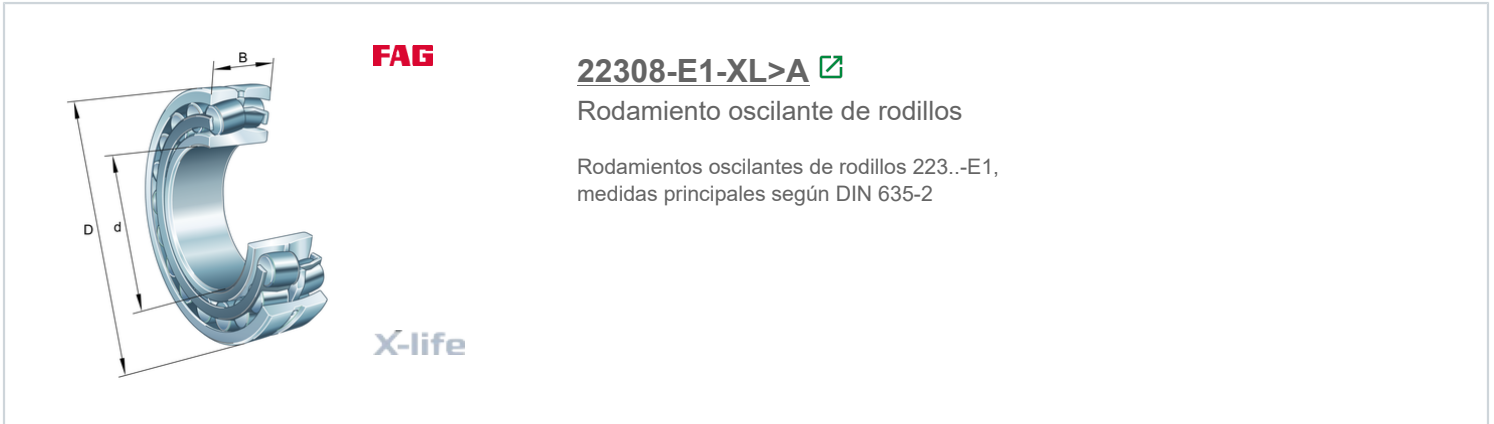 B
FAG
22308-E1-XL>A
Rodamiento oscilante de rodillos
Rodamientos oscilantes de rodillos 223..-E1,
medidas principales según DIN 635-2
D
d
X-life